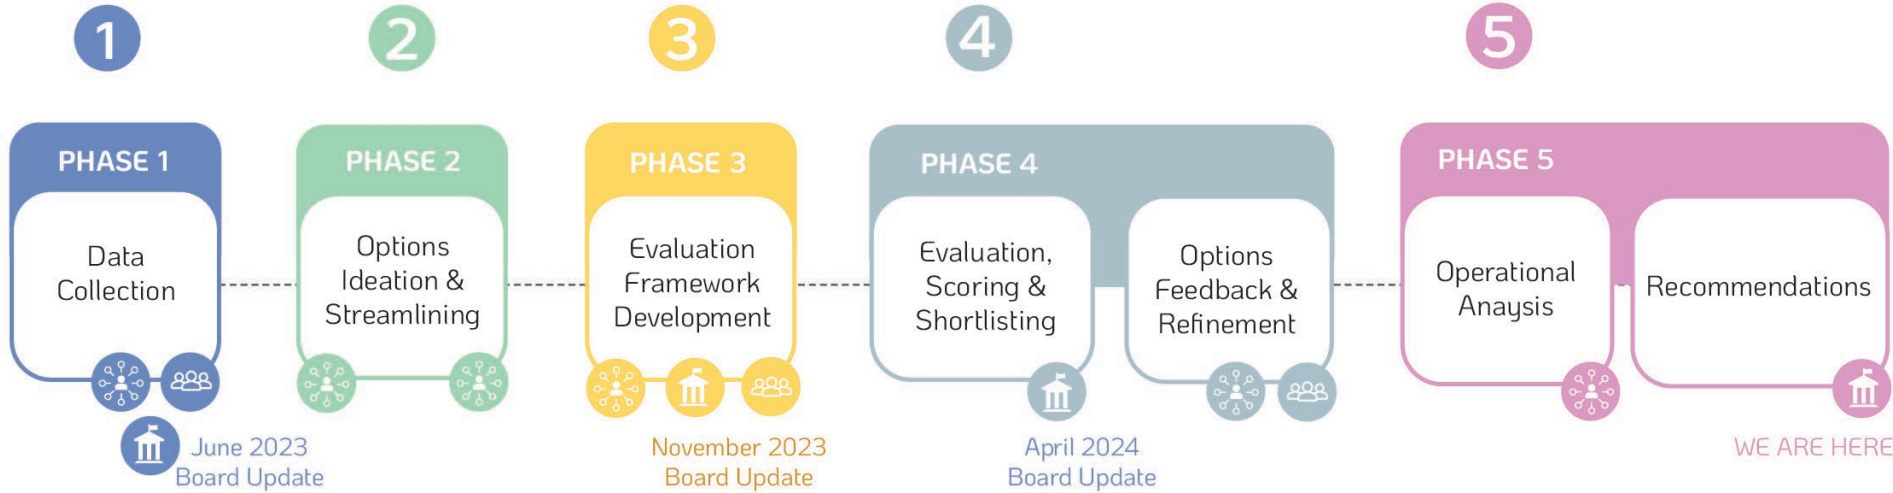 1
2
3
4
5
PHASE 1
Data
Collection
June 2023
Board Update
PHASE 2
Options
Ideation &
Streamlining
PHASE 3
Evaluation
Framework
Development
November 2023
Board Update
PHASE 4
Evaluation,
Scoring &
Shortlisting
April 2024
Board Update
Options
Feedback &
Refinement
PHASE 5
Operational
Anaysis
Recommendations
WE ARE HERE